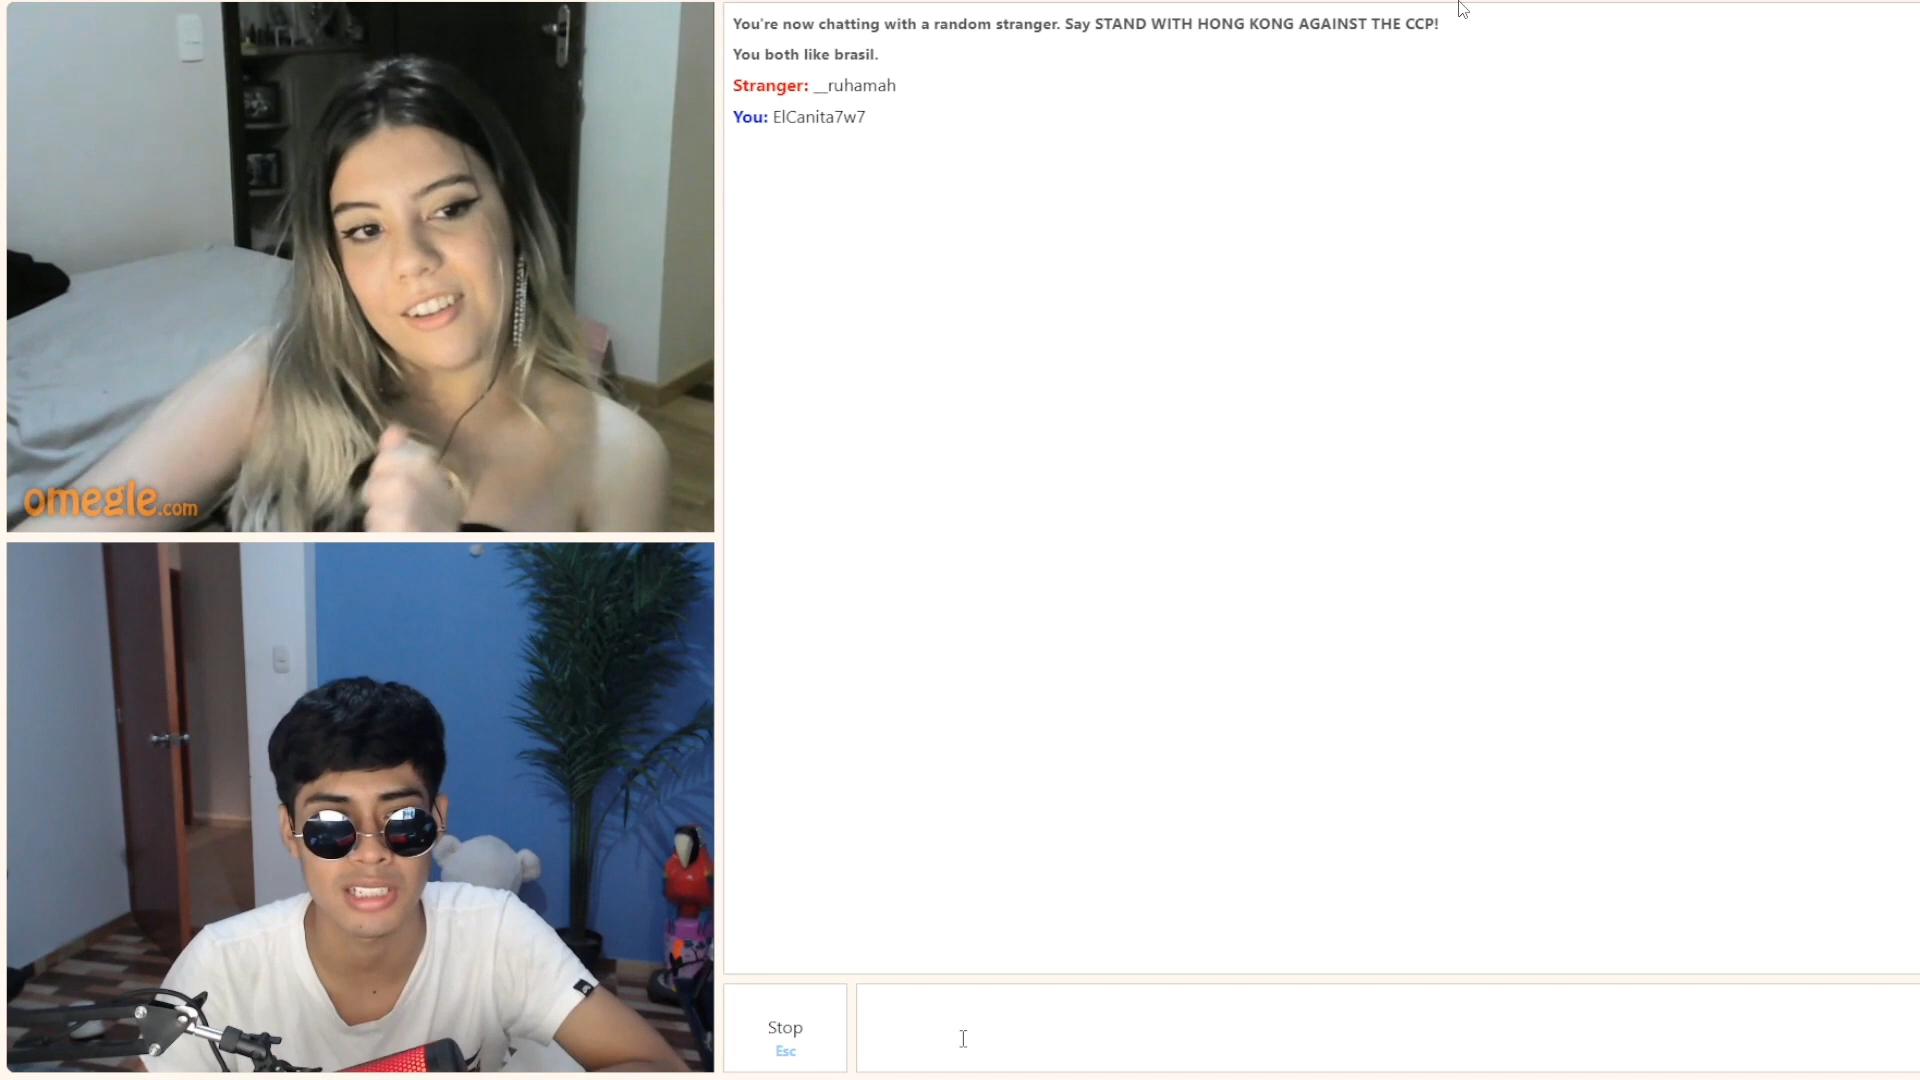 You're now chatting with a random stranger. Say STAND WITH HONG KONG AGAINST THE CCP!
You both like brasil.
Stranger: __ruhamah
You: ElCanita7w7
omegle.com
Stop
Esc